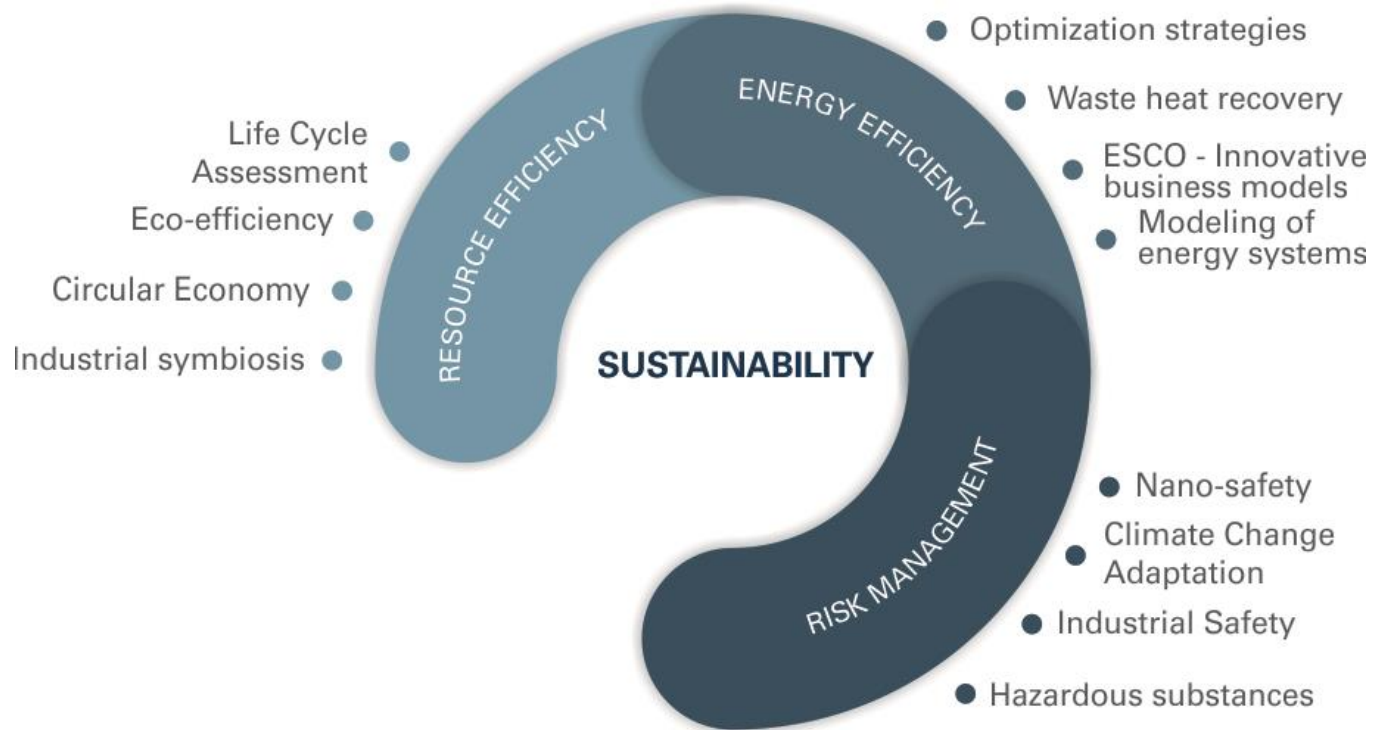 Life Cycle
Assessment
Eco-efficiency
Circular Economy
Industrial symbiosis
RESOURCE EFFICIENCY
ENERGY EFFICIENCY
Optimization strategies
Waste heat recovery
ESCO - Innovative
business models
Modeling of
energy systems
SUSTAINABILITY
RISK MANAGEMENT
Nano-safety
Climate Change
Adaptation
Industrial Safety
Hazardous substances